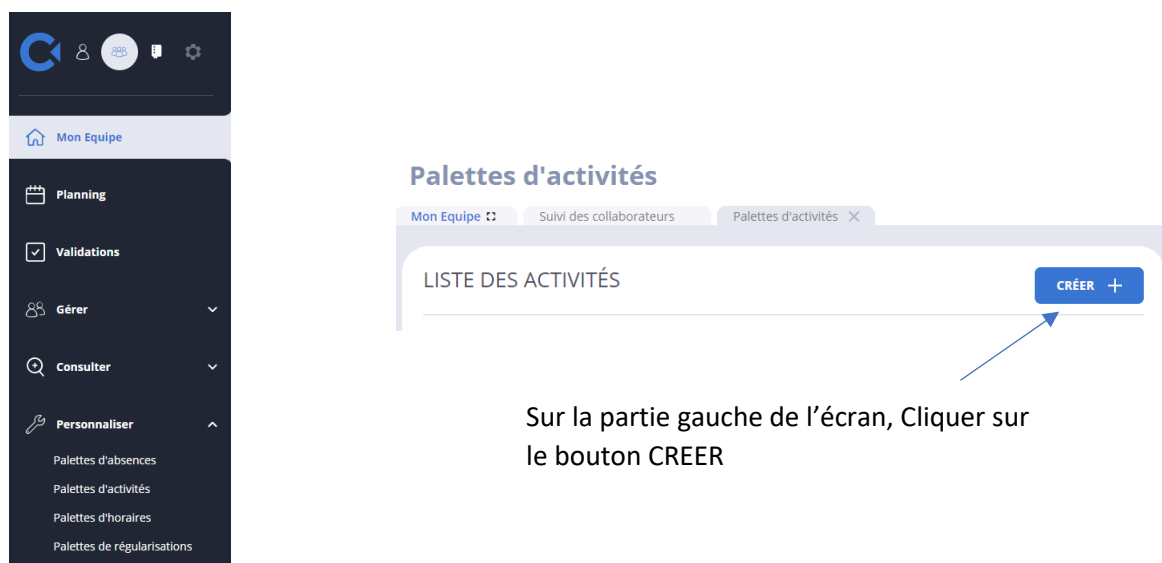 Mon Equipe
Planning
Validations
Gérer
Consulter
Personnaliser
Palettes d'absences
Palettes d'activités
Palettes d'horaires
Palettes de régularisations
Palettes d'activités
Mon Equipe
Suivi des collaborateurs
Palettes d'activités
LISTE DES ACTIVITÉS
CRÉER
Sur la partie gauche de l’écran, Cliquer sur
le bouton CREER